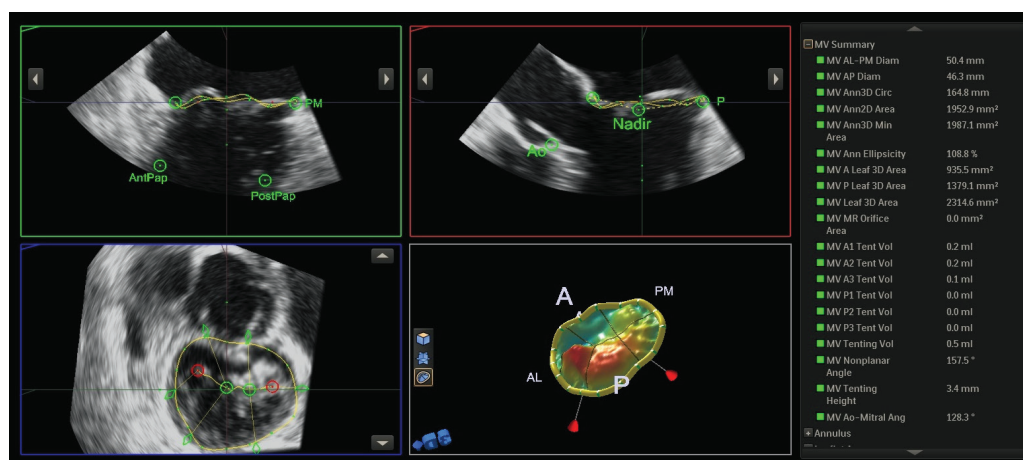 PM
AntPap
PostPap
P
Nadir
Ao
A
A
PM
AL
P
MV Summary
MV AL-PM Diam 50.4 mm
MV AP Diam 46.3 mm
MV Ann3D Circ 164.8 mm
MV Ann2D Area 1952.9 mm²
MV Ann3D Min 1987.1 mm²
Area
MV Ann Ellipsicity 108.8 %
MV A Leaf 3D Area 935.5 mm²
MV P Leaf 3D Area 1379.1 mm²
MV Leaf 3D Area 2314.6 mm²
MV MR Orifice 0.0 mm²
Area
MV A1 Tent Vol 0.2 ml
MV A2 Tent Vol 0.2 ml
MV A3 Tent Vol 0.1 ml
MV P1 Tent Vol 0.0 ml
MV P2 Tent Vol 0.0 ml
MV P3 Tent Vol 0.0 ml
MV Tenting Vol 0.5 ml
MV Nonplanar 157.5 °
Angle
MV Tenting 3.4 mm
Height
MV Ao-Mitral Ang 128.3 °
Annulus